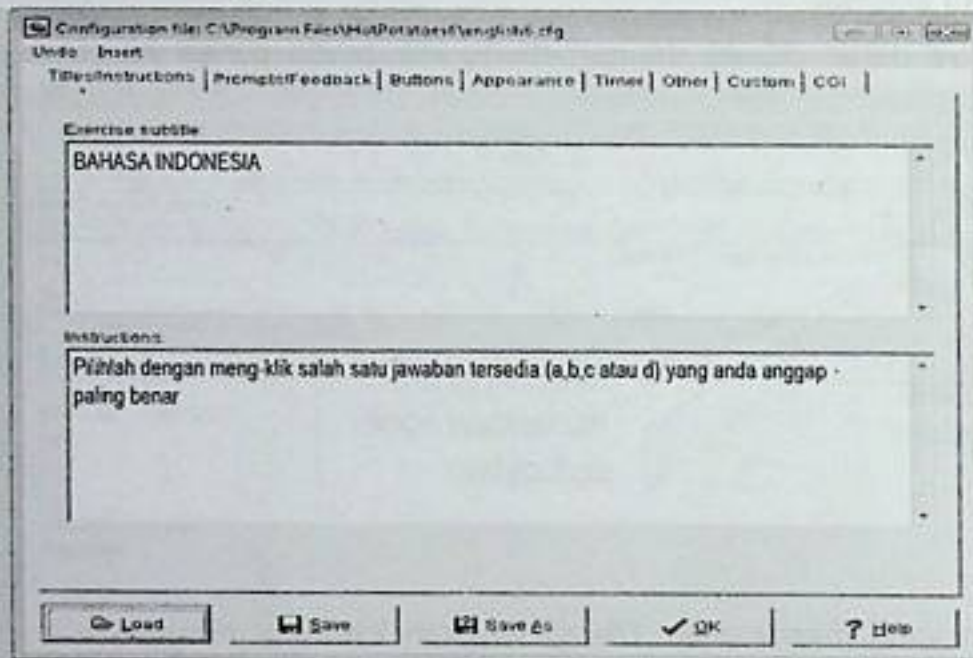 Configuration file: C:\Program Files\HotPotatoes6\english6.cfg
Undo Insert
Titles/Instructions Prompts/Feedback Buttons Appearance Timer Other Custom CGI
Exercise subtitle
BAHASA INDONESIA
Instructions
Pilihlah dengan meng-klik salah satu jawaban tersedia (a,b,c atau d) yang anda anggap
paling benar
Load Save Save As OK ? Help